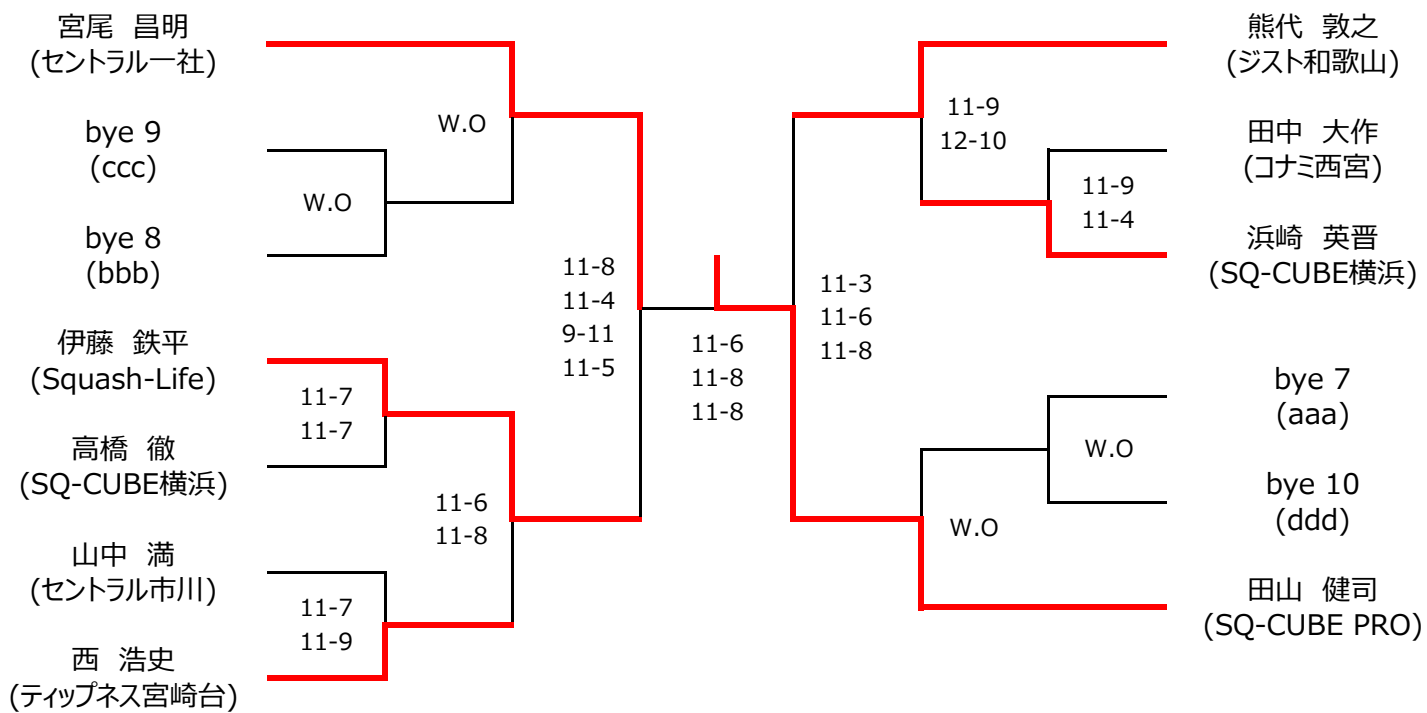 宮尾 昌明
(セントラル一社)
bye 9
(ccc)
bye 8
(bbb)
伊藤 鉄平
(Squash-Life)
高橋 徹
(SQ-CUBE横浜)
山中 満
(セントラル市川)
西 浩史
(ティップネス宮崎台)
W.O
W.O
11-7
11-7
11-7
11-9
11-6
11-8
11-8
11-4
9-11
11-5
11-6
11-8
11-8
11-3
11-6
11-8
11-9
12-10
11-9
11-4
W.O
W.O
熊代 敦之
(ジスト和歌山)
田中 大作
(コナミ西宮)
浜崎 英晋
(SQ-CUBE横浜)
bye 7
(aaa)
bye 10
(ddd)
田山 健司
(SQ-CUBE PRO)